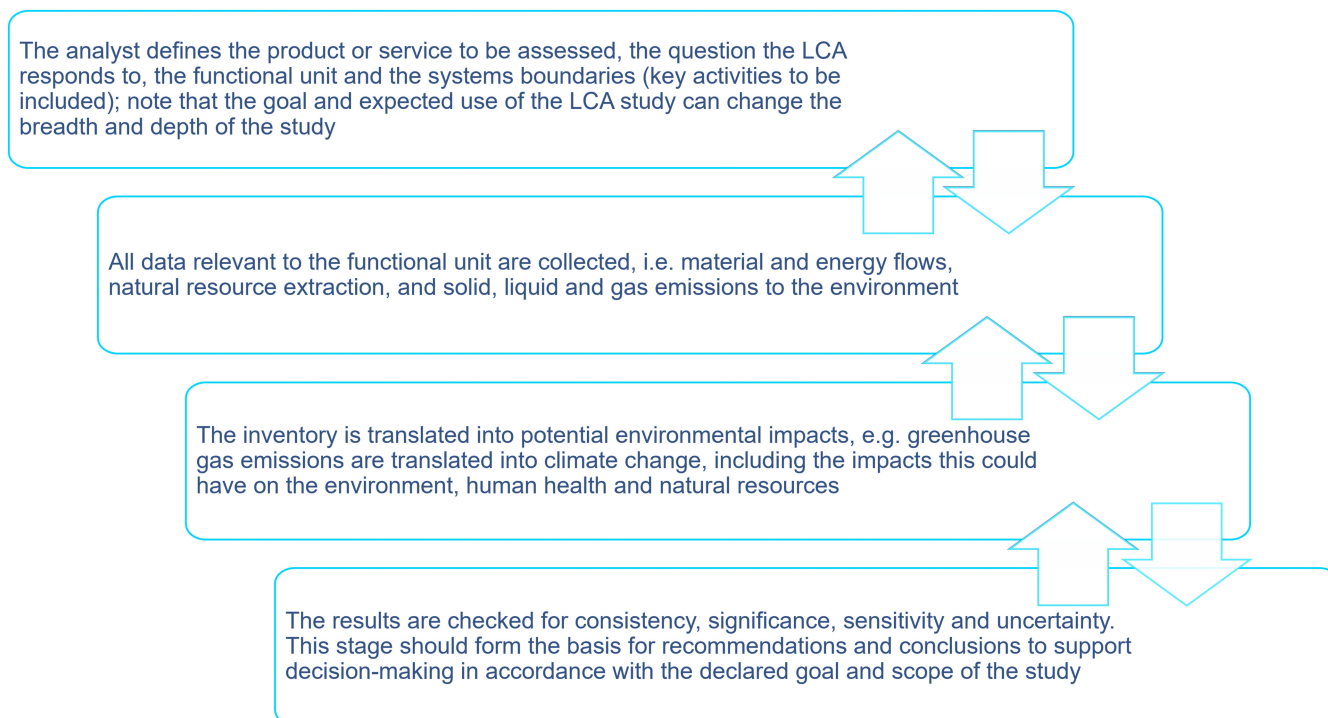 The analyst defines the product or service to be assessed, the question the LCA
responds to, the functional unit and the systems boundaries (key activities to be
included); note that the goal and expected use of the LCA study can change the
breadth and depth of the study
All data relevant to the functional unit are collected, i.e. material and energy flows,
natural resource extraction, and solid, liquid and gas emissions to the environment
The inventory is translated into potential environmental impacts, e.g. greenhouse
gas emissions are translated into climate change, including the impacts this could
have on the environment, human health and natural resources
The results are checked for consistency, significance, sensitivity and uncertainty.
This stage should form the basis for recommendations and conclusions to support
decision-making in accordance with the declared goal and scope of the study